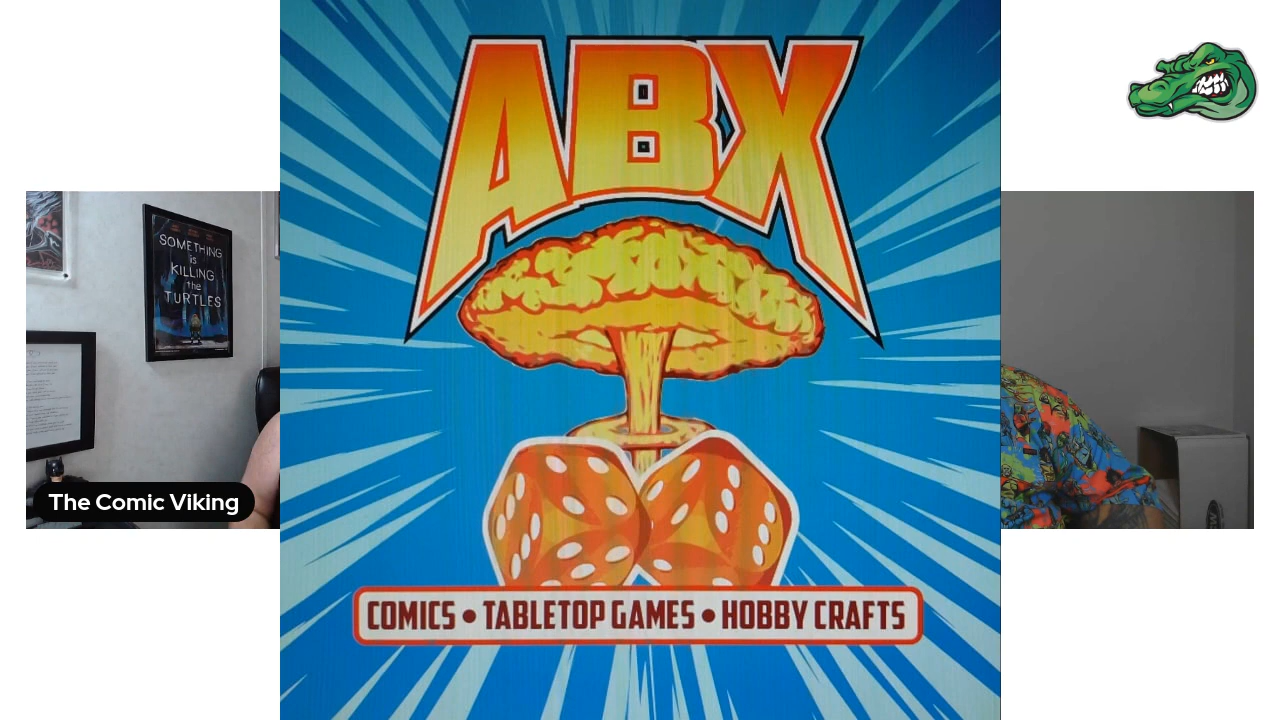 ABX
SOMETHING
is
KILLING
the
TURTLES
The Comic Viking
COMICS • TABLETOP GAMES • HOBBY CRAFTS